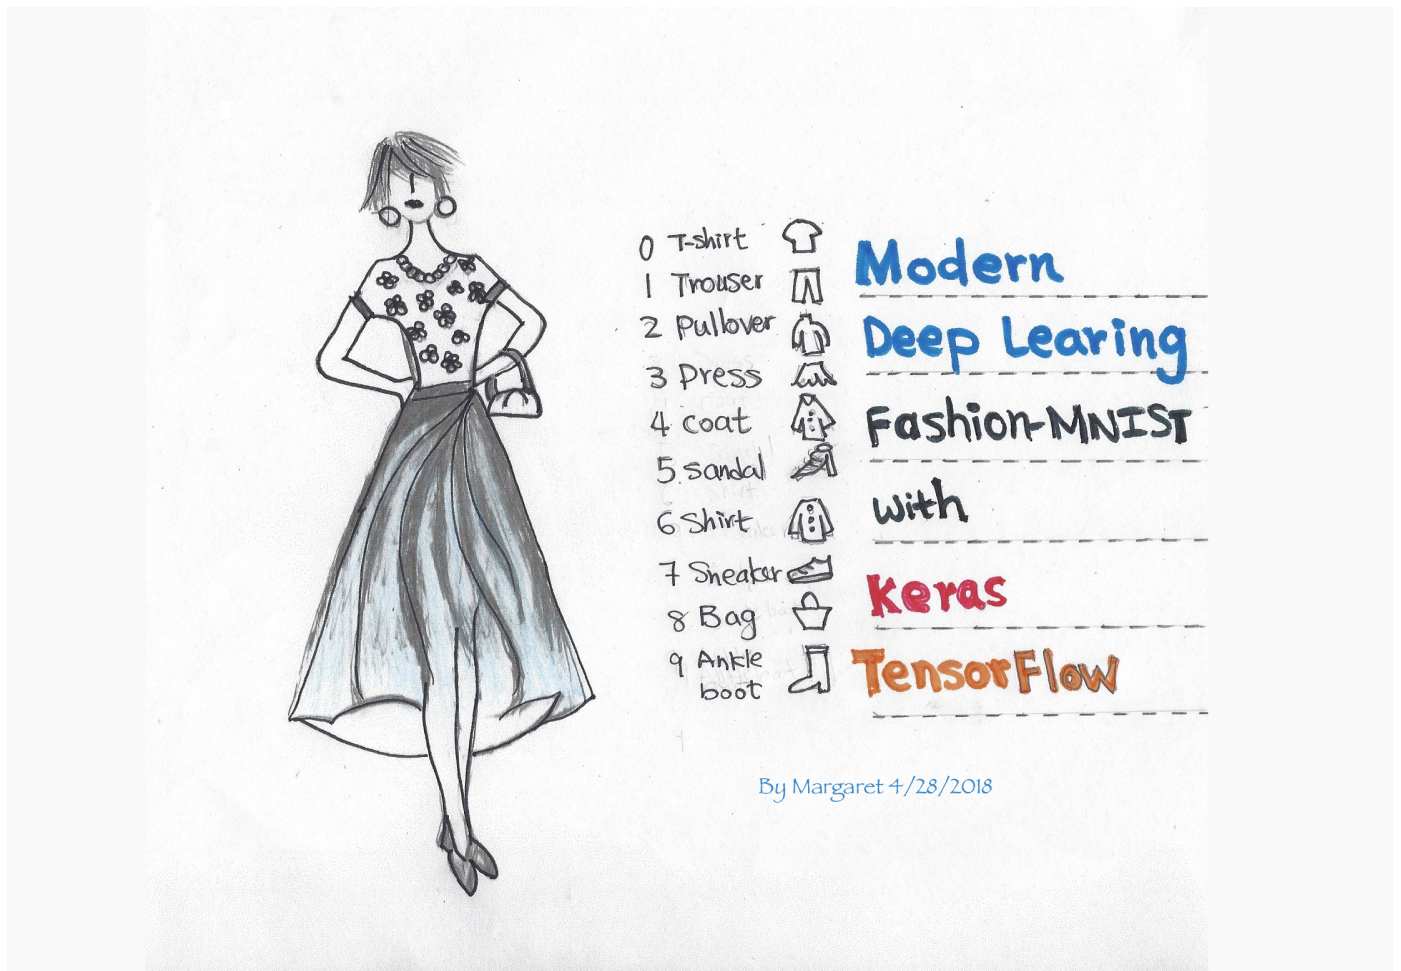 0 T-shirt
1 Trouser
2 Pullover
3 Dress
4 coat
5. Sandal
6 Shirt
7 Sneaker
8 Bag
9 Ankle
boot
Modern
Deep Learing
Fashion-MNIST
with
Keras
TensorFlow
By Margaret 4/28/2018